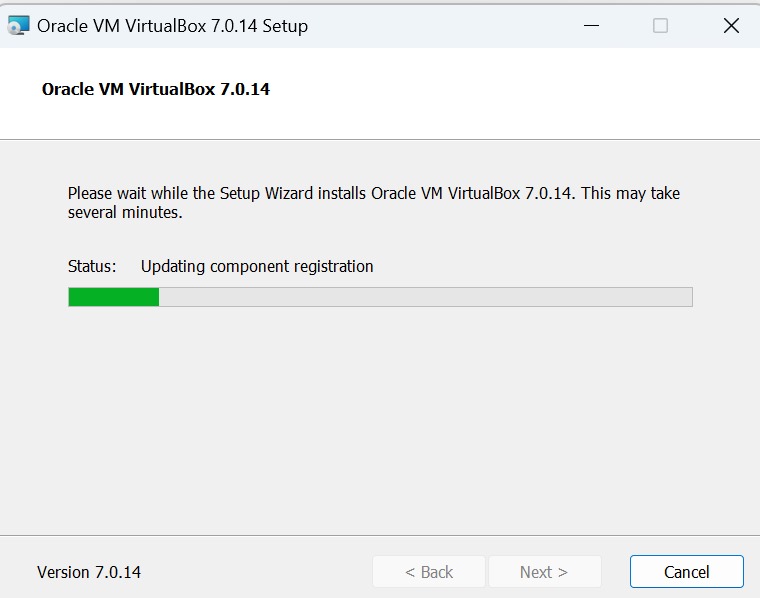 Oracle VM VirtualBox 7.0.14 Setup
Oracle VM VirtualBox 7.0.14
Please wait while the Setup Wizard installs Oracle VM VirtualBox 7.0.14. This may take
several minutes.
Status: Updating component registration
Version 7.0.14 < Back Next > Cancel